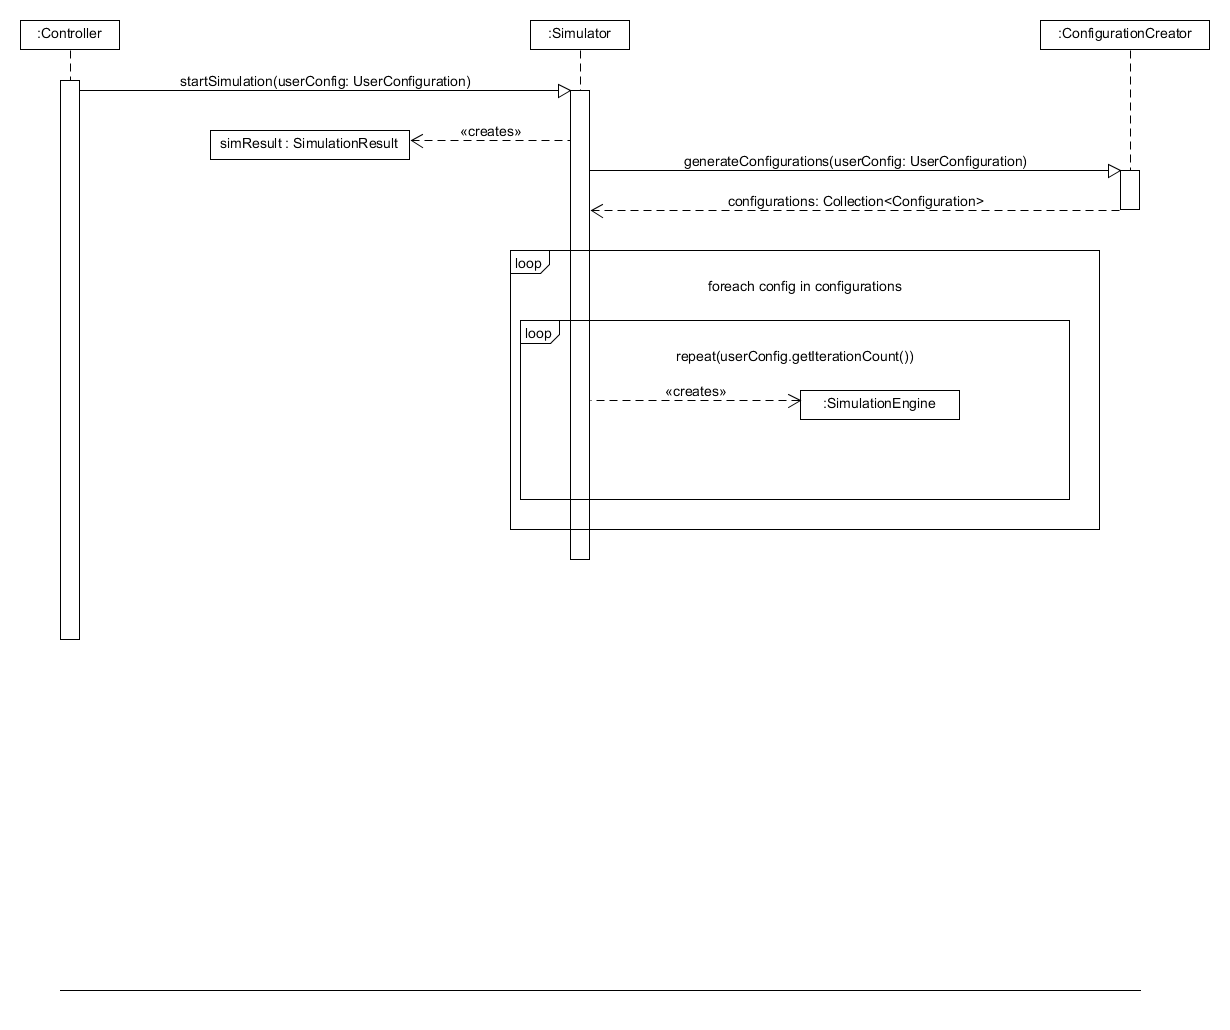 :Controller
:Simulator
:ConfigurationCreator
startSimulation(userConfig: UserConfiguration)
«creates»
simResult : SimulationResult
generateConfigurations(userConfig: UserConfiguration)
configurations: Collection<Configuration>
loop
foreach config in configurations
loop
repeat(userConfig.getIterationCount())
«creates»
:SimulationEngine